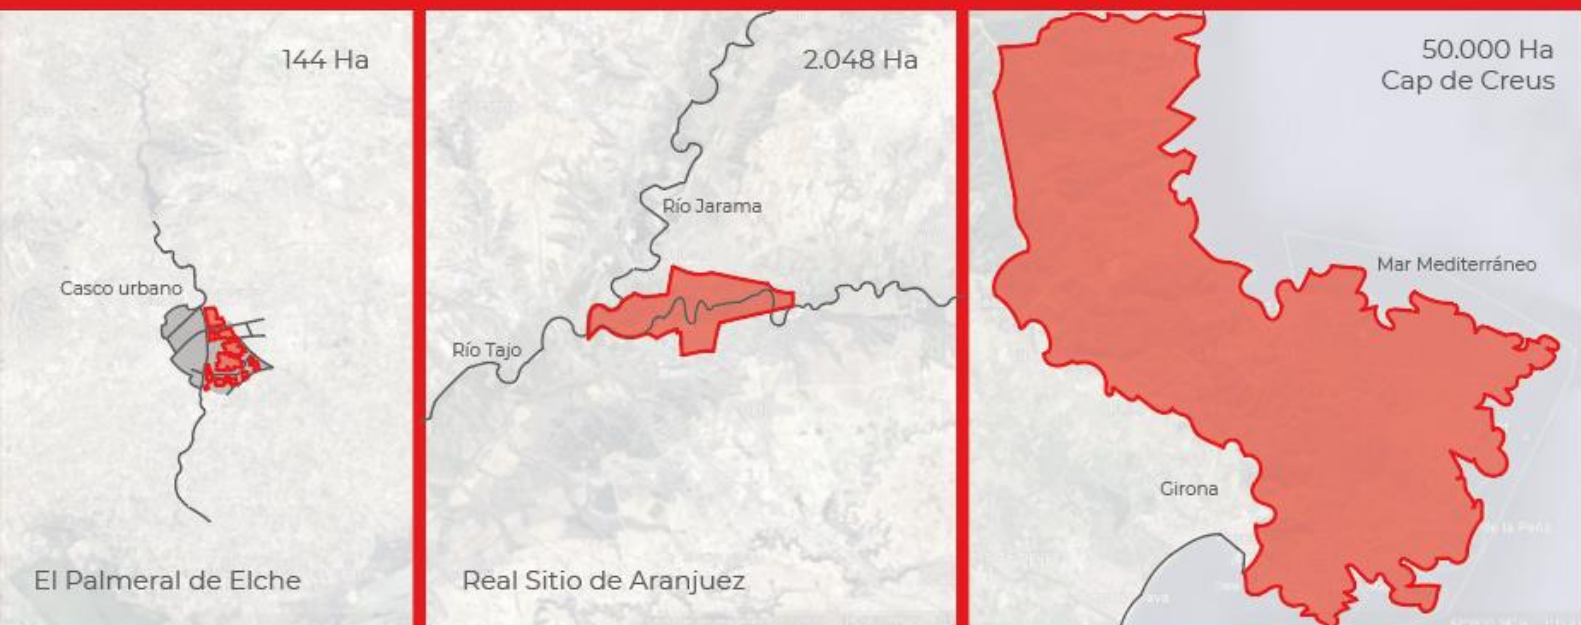 144 Ha
Casco urbano
El Palmeral de Elche
2.048 Ha
Río Jarama
Río Tajo
Real Sitio de Aranjuez
50.000 Ha
Cap de Creus
Mar Mediterráneo
Girona